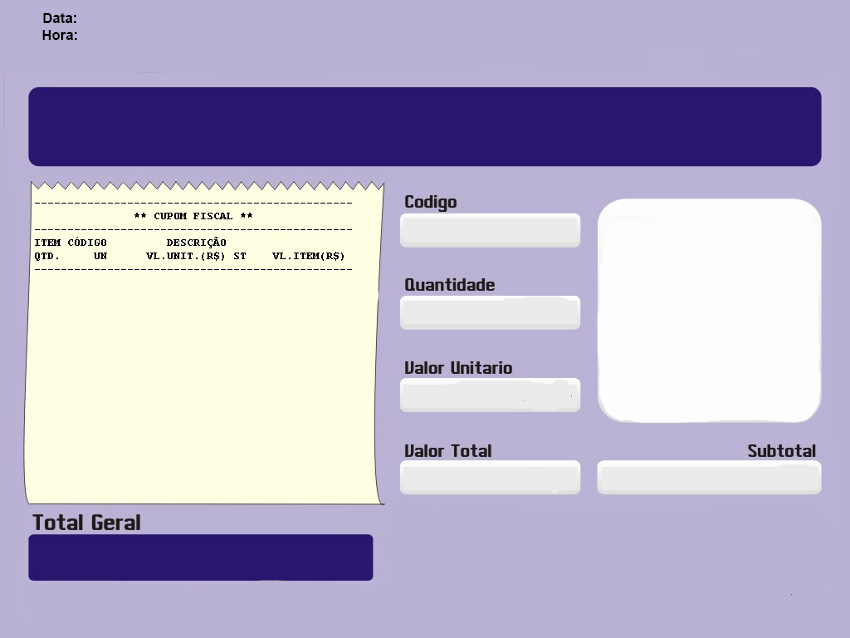 Data:
Hora:
------------------------------------------------
** CUPOM FISCAL **
------------------------------------------------
ITEM CÓDIGO DESCRIÇÃO
QTD. UN VL.UNIT.(R$) ST VL.ITEM(R$)
------------------------------------------------
Codigo
Quantidade
Valor Unitario
Valor Total
Subtotal
Total Geral